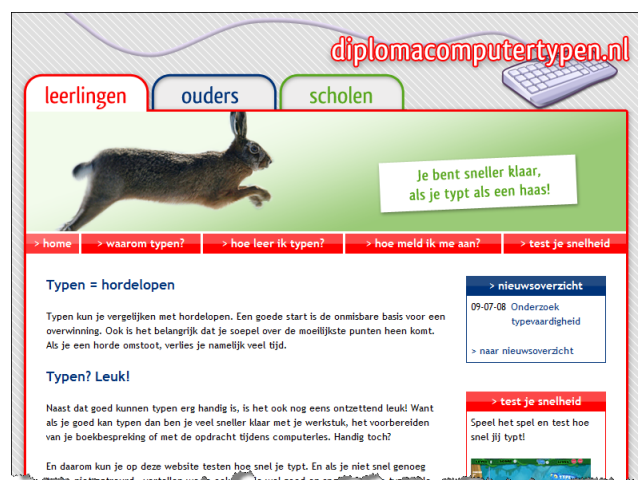 diplomacomputertypen.nl
leerlingen
ouders
scholen
Je bent sneller klaar,
als je typt als een haas!
> home
> waarom typen?
> hoe leer ik typen?
> hoe meld ik me aan?
> test je snelheid
Typen = hordelopen
Typen kun je vergelijken met hordelopen. Een goede start is de onmisbare basis voor een
overwinning. Ook is het belangrijk dat je soepel over de moeilijkste punten heen komt.
Als je een horde omstoot, verlies je namelijk veel tijd.
Typen? Leuk!
Naast dat goed kunnen typen erg handig is, is het ook nog eens ontzettend leuk! Want
als je goed kan typen dan ben je veel sneller klaar met je werkstuk, het voorbereiden
van je boekbespreking of met de opdracht tijdens computerles. Handig toch?
En daarom kun je op deze website testen hoe snel je typt. En als je niet snel genoeg
> nieuwsoverzicht
09-07-08 Onderzoek
typevaardigheid
> naar nieuwsoverzicht
> test je snelheid
Speel het spel en test hoe
snel jij typt!